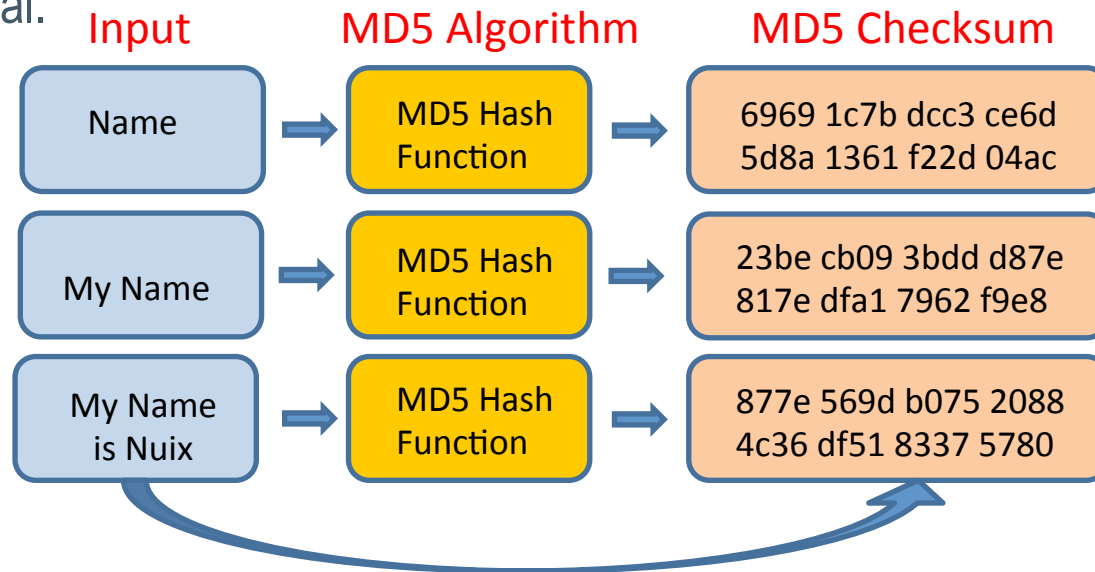 al.
Input MD5 Algorithm MD5 Checksum
Name
MD5 Hash
Function
6969 1c7b dcc3 ce6d
5d8a 1361 f22d 04ac
My Name
MD5 Hash
Function
23be cb09 3bdd d87e
817e dfa1 7962 f9e8
My Name
is Nuix
MD5 Hash
Function
877e 569d b075 2088
4c36 df51 8337 5780